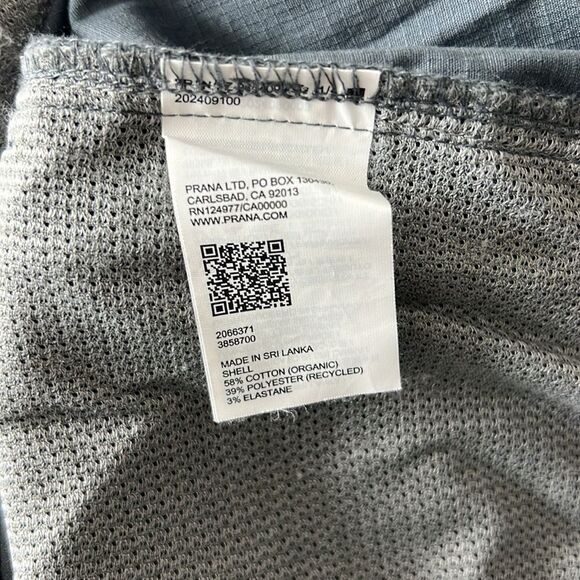 202409100
PRANA LTD, PO BOX
CARLSBAD, CA 92013
RN124977/CA00000
WWW.PRANA.COM
2066371
3858700
MADE IN SRI LANKA
SHELL
58% COTTON (ORGANIC)
39% POLYESTER (RECYCLED)
3% ELASTANE